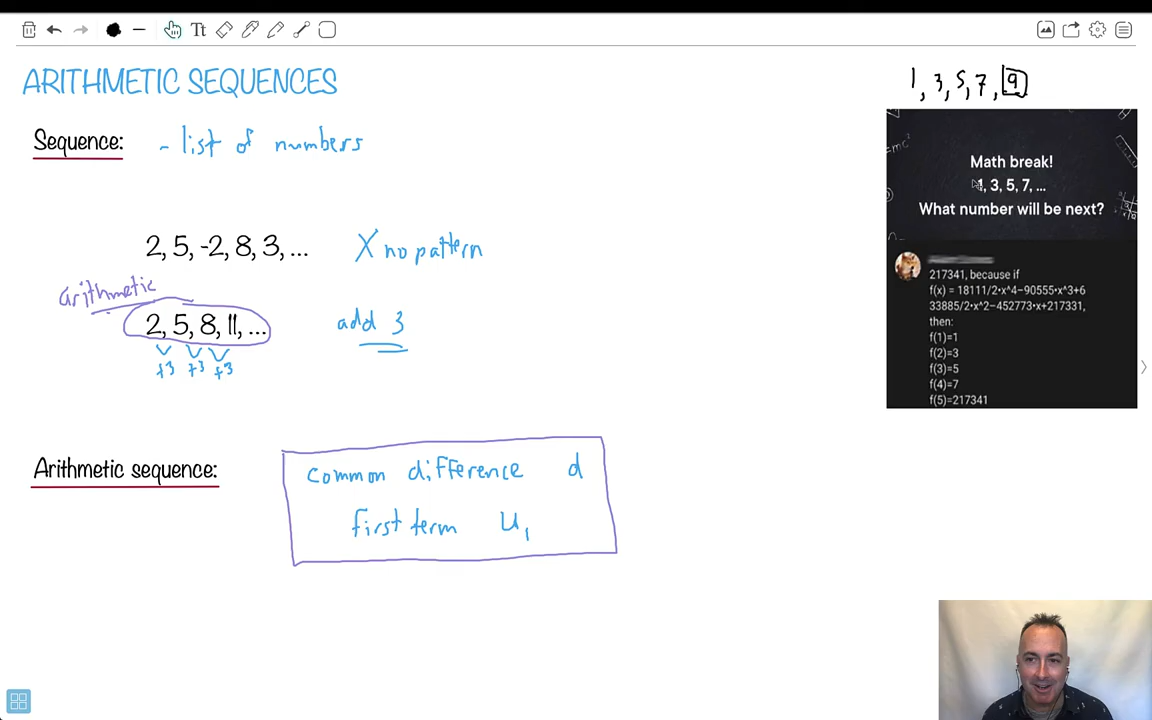 Tt
ARITHMETIC SEQUENCES
1, 3, 5, 7, 9
Sequence: - list of numbers
Math break!
1, 3, 5, 7, ...
What number will be next?
2, 5, -2, 8, 3, ... X no pattern
arithmetic
2, 5, 8, 11, ... add 3
+3 +3 +3
217341, because if
f(x) = 18111/2•x^4−90555•x^3+6
33885/2•x^2−452773•x+217331,
then:
f(1)=1
f(2)=3
f(3)=5
f(4)=7
f(5)=217341
Arithmetic sequence: common difference d
first term u₁